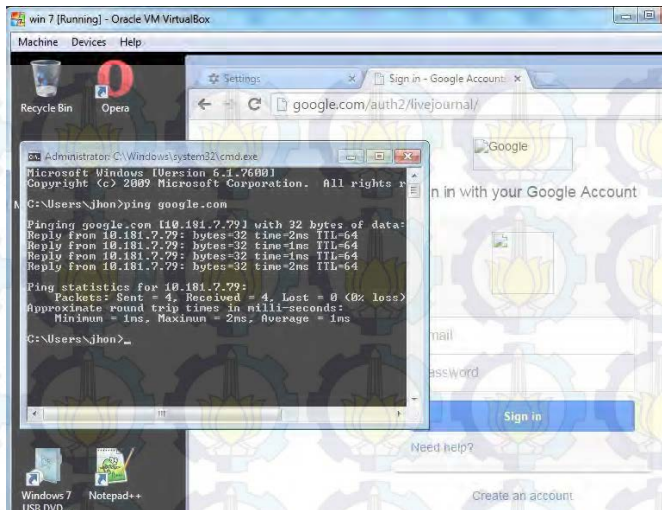 win 7 [Running] - Oracle VM VirtualBox
Machine Devices Help
Recycle Bin
Opera
Settings
Sign in - Google Account
google.com/auth2/livejournal/
Google
n in with your Google Account
Administrator: C:\Windows\system32\cmd.exe
Microsoft Windows [Version 6.1.7600]
Copyright (c) 2009 Microsoft Corporation. All rights r
C:\Users\jhon>ping google.com
Pinging google.com [10.181.7.79] with 32 bytes of data:
Reply from 10.181.7.79: bytes=32 time=2ms TTL=64
Reply from 10.181.7.79: bytes=32 time=1ms TTL=64
Reply from 10.181.7.79: bytes=32 time=1ms TTL=64
Reply from 10.181.7.79: bytes=32 time=2ms TTL=64
Ping statistics for 10.181.7.79:
Packets: Sent = 4, Received = 4, Lost = 0 (0% loss)
Approximate round trip times in milli-seconds:
Minimum = 1ms, Maximum = 2ms, Average = 1ms
C:\Users\jhon>_
mail
assword
Sign in
Need help?
Create an account
Windows 7
USB DVD
Notepad++